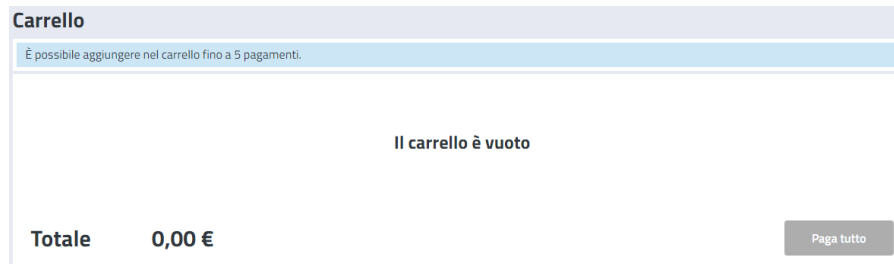 Carrello
È possibile aggiungere nel carrello fino a 5 pagamenti.
Il carrello è vuoto
Totale 0,00 €
Paga tutto